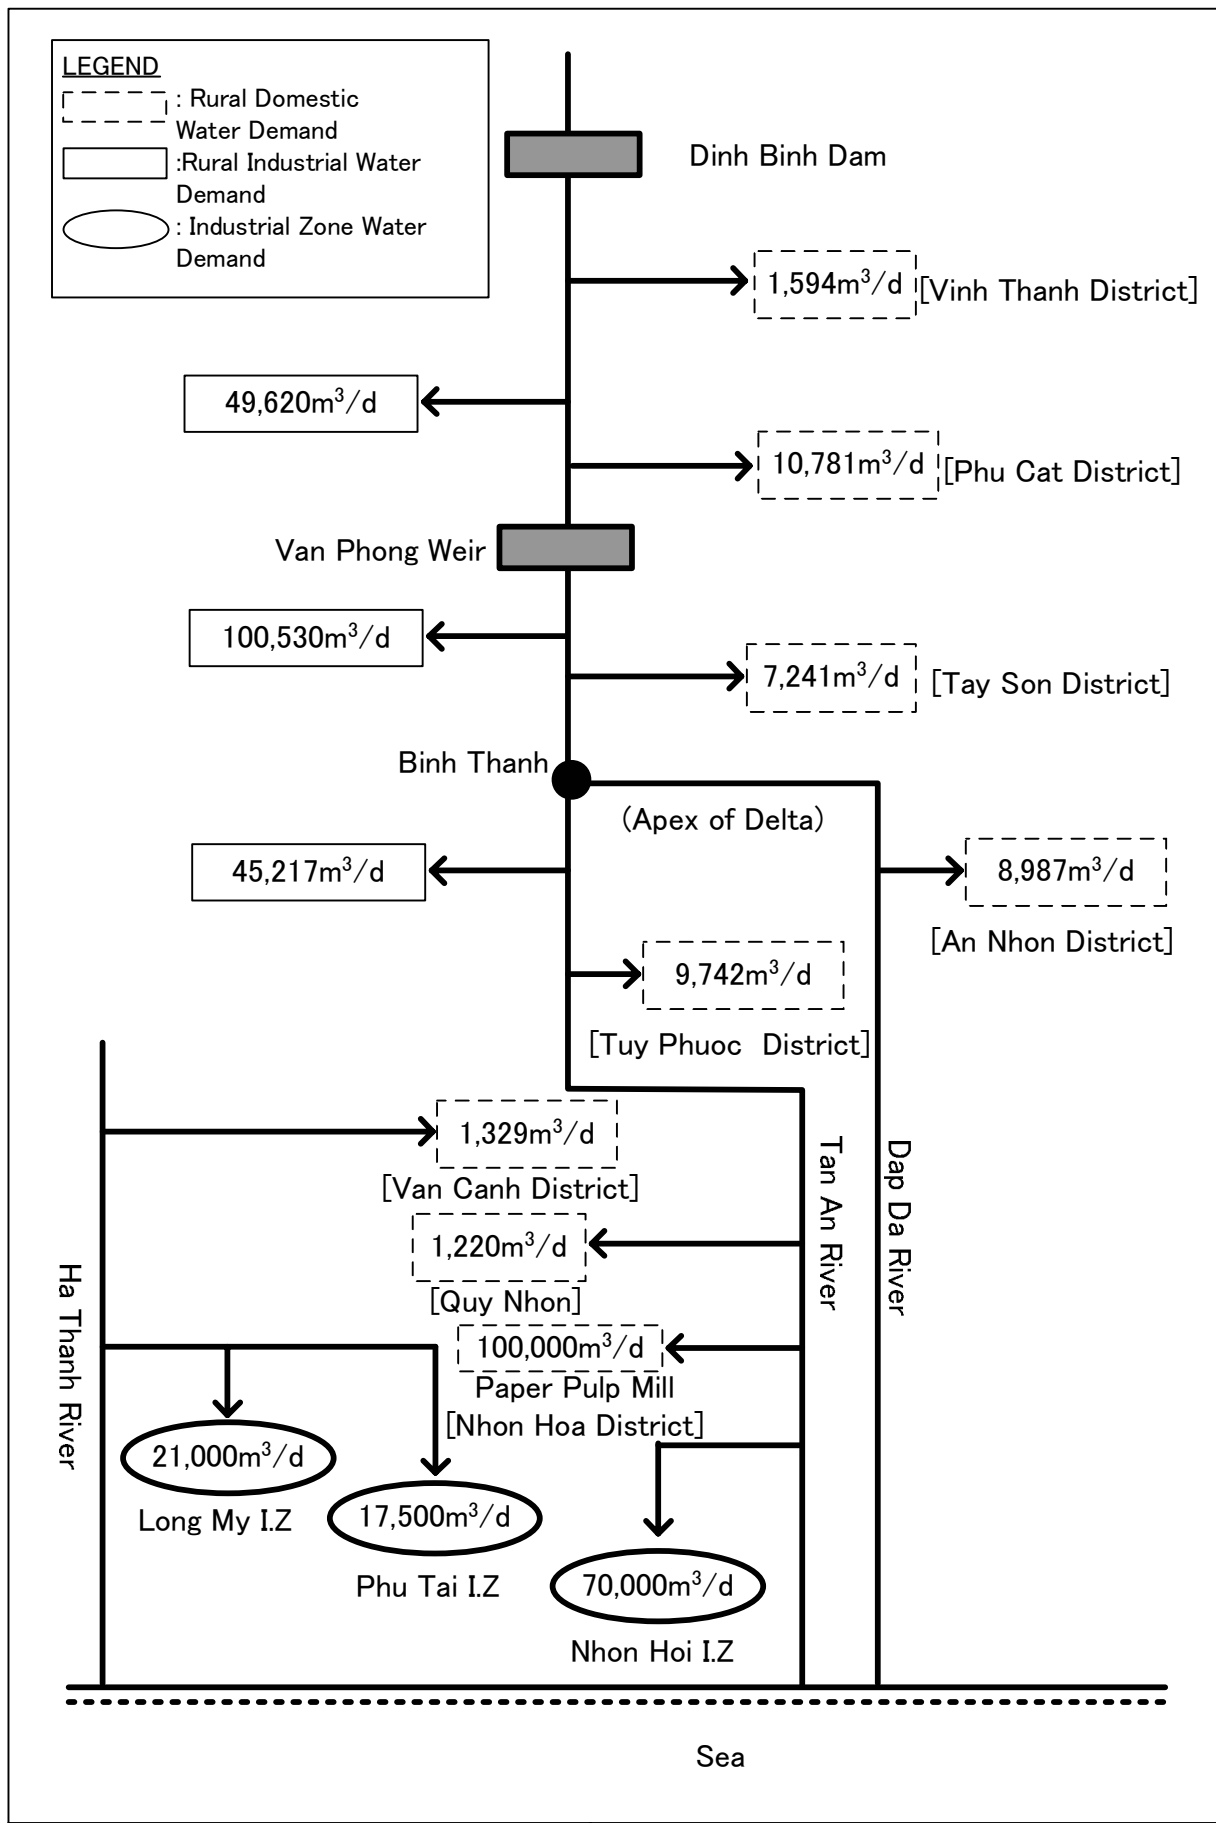 LEGEND
: Rural Domestic
Water Demand
:Rural Industrial Water
Demand
: Industrial Zone Water
Demand
Dinh Binh Dam
1,594m³/d
[Vinh Thanh District]
49,620m³/d
10,781m³/d
[Phu Cat District]
Van Phong Weir
100,530m³/d
7,241m³/d
[Tay Son District]
Binh Thanh
(Apex of Delta)
45,217m³/d
8,987m³/d
[An Nhon District]
9,742m³/d
[Tuy Phuoc District]
1,329m³/d
[Van Canh District]
Tan An River
Dap Da River
1,220m³/d
[Quy Nhon]
Ha Thanh River
100,000m³/d
Paper Pulp Mill
[Nhon Hoa District]
21,000m³/d
Long My I.Z
17,500m³/d
Phu Tai I.Z
70,000m³/d
Nhon Hoi I.Z
Sea